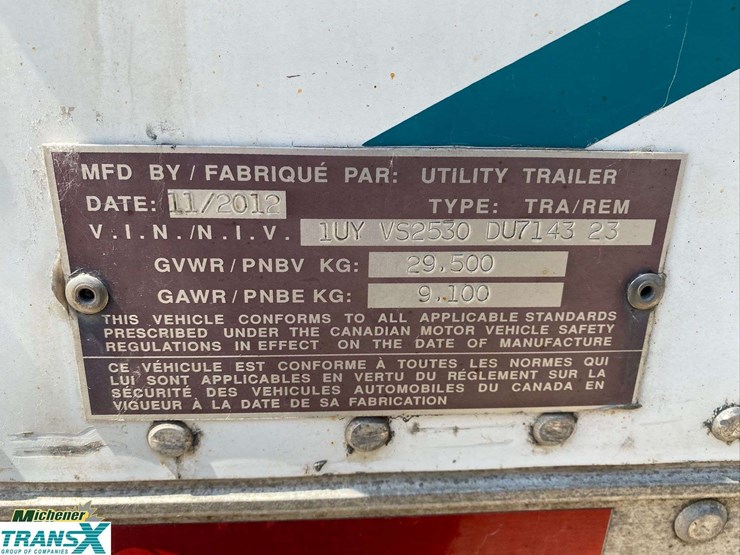 MFD BY / FABRIQUÉ PAR: UTILITY TRAILER
DATE: 11/2012 TYPE: TRA/REM
V.I.N./N.I.V. 1UY VS2530 DU7143 23
GVWR / PNBV KG: 29,500
GAWR / PNBE KG: 9,100
THIS VEHICLE CONFORMS TO ALL APPLICABLE STANDARDS
PRESCRIBED UNDER THE CANADIAN MOTOR VEHICLE SAFETY
REGULATIONS IN EFFECT ON THE DATE OF MANUFACTURE
CE VÉHICULE EST CONFORME À TOUTES LES NORMES QUI
LUI SONT APPLICABLES EN VERTU DU RÉGLEMENT SUR LA
SÉCURITÉ DES VEHICULES AUTOMOBILES DU CANADA EN
VIGUEUR À LA DATE DE SA FABRICATION
Michener
TRANSX
GROUP OF COMPANIES